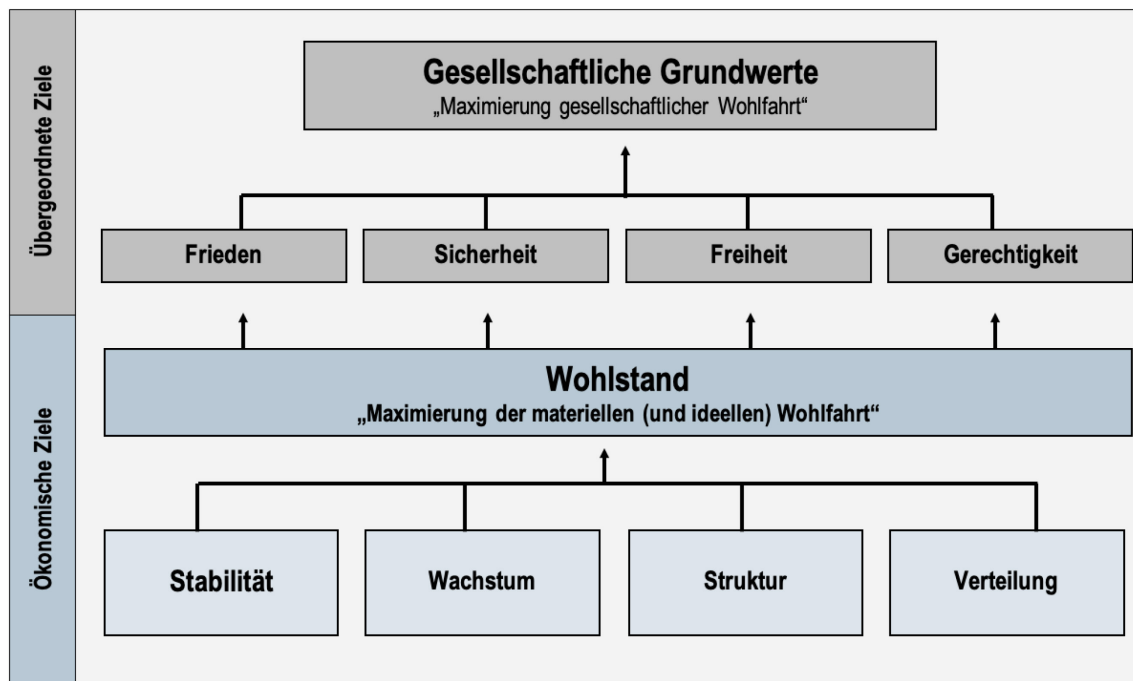 Übergeordnete Ziele
Gesellschaftliche Grundwerte
„Maximierung gesellschaftlicher Wohlfahrt“
Frieden
Sicherheit
Freiheit
Gerechtigkeit
Ökonomische Ziele
Wohlstand
„Maximierung der materiellen (und ideellen) Wohlfahrt“
Stabilität
Wachstum
Struktur
Verteilung